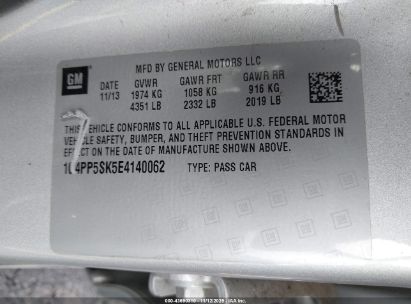 GM
MFD BY GENERAL MOTORS LLC
DATE GVWR GAWR FRT GAWR RR
11/13 1974 KG 1058 KG 916 KG
4351 LB 2332 LB 2019 LB
THIS VEHICLE CONFORMS TO ALL APPLICABLE U.S. FEDERAL MOTOR
VEHICLE SAFETY, BUMPER, AND THEFT PREVENTION STANDARDS
IN EFFECT ON THE DATE OF MANUFACTURE SHOWN ABOVE.
1G4PP5SK5E4140062 TYPE: PASS CAR